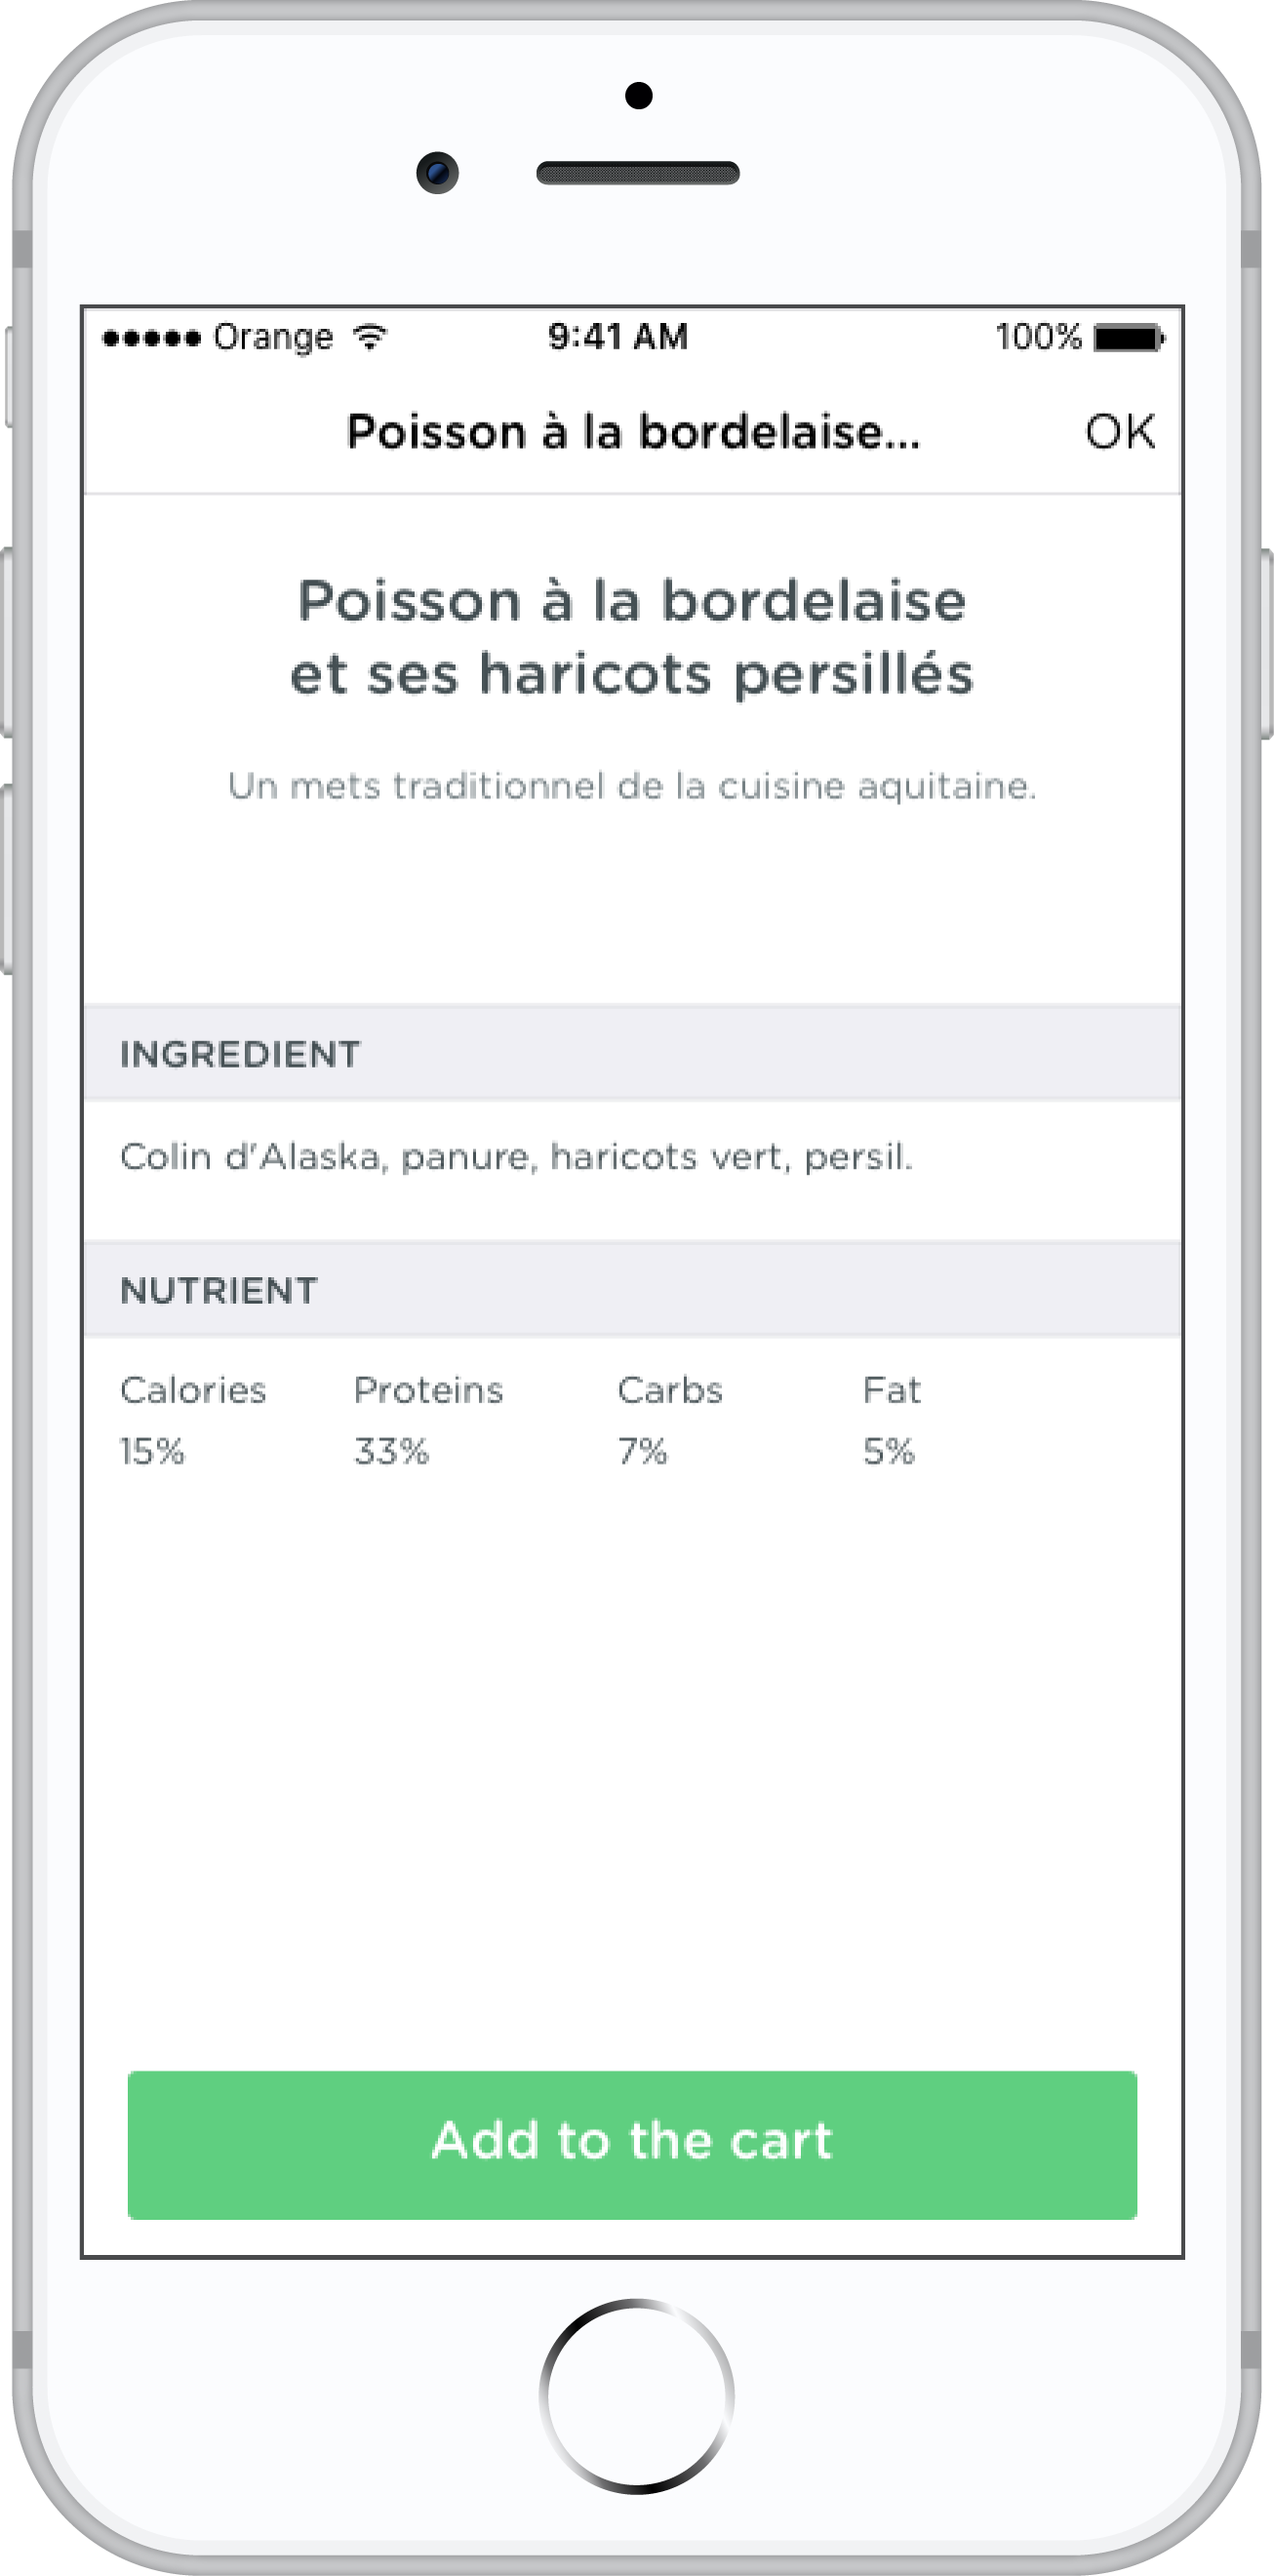 Orange 9:41 AM 100%
Poisson à la bordelaise... OK
Poisson à la bordelaise
et ses haricots persillés
Un mets traditionnel de la cuisine aquitaine.
INGREDIENT
Colin d'Alaska, panure, haricots vert, persil.
NUTRIENT
Calories Proteins Carbs Fat
15% 33% 7% 5%
Add to the cart